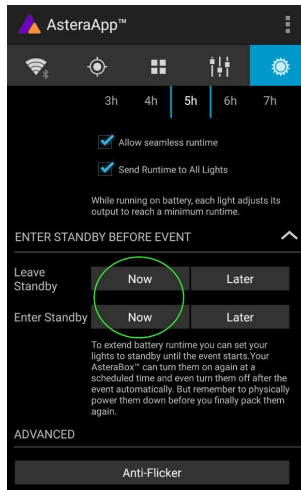 AsteraApp™
3h 4h 5h 6h 7h
Allow seamless runtime
Send Runtime to All Lights
While running on battery, each light adjusts its
output to reach a minimum runtime.
ENTER STANDBY BEFORE EVENT
Leave
Standby
Now Later
Enter Standby Now Later
To extend battery runtime you can set your
lights to standby until the event starts.Your
AsteraBox™ can turn them on again at a
scheduled time and even turn them off after the
event automatically. But remember to physically
power them down before you finally pack them
again.
ADVANCED
Anti-Flicker